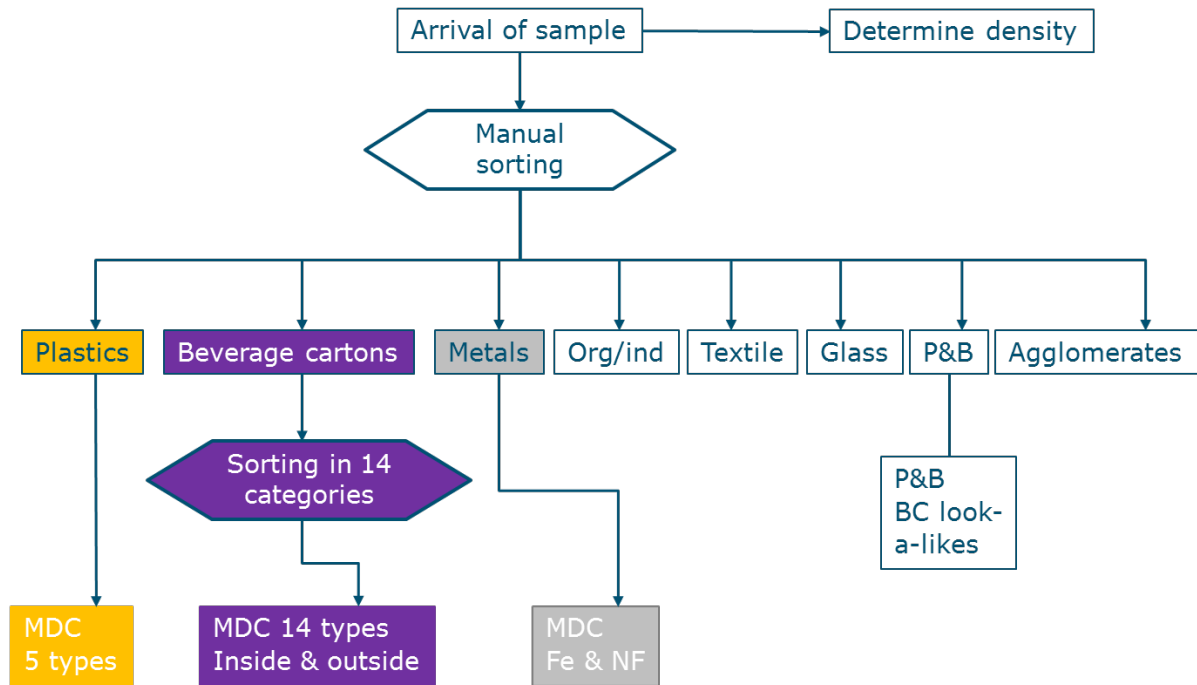 Arrival of sample
Determine density
Manual
sorting
Plastics
Beverage cartons
Metals
Org/ind
Textile
Glass
P&B
Agglomerates
Sorting in 14
categories
P&B
BC look-
a-likes
MDC
5 types
MDC 14 types
Inside & outside
MDC
Fe & NF